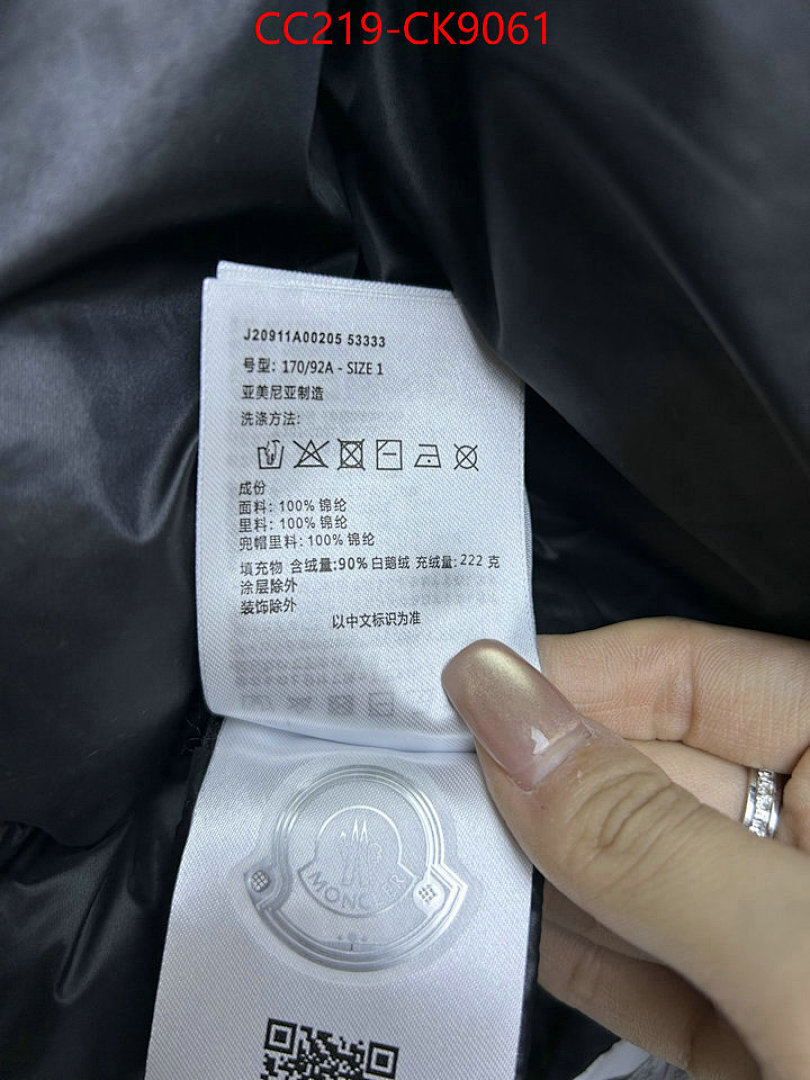 CC219-CK9061
J20911A00205 53333
号型: 170/92A - SIZE 1
亚美尼亚制造
洗涤方法:
成份
面料: 100% 锦纶
里料: 100% 锦纶
兜帽里料: 100% 锦纶
填充物 含绒量:90% 白鹅绒 充绒量: 222 克
涂层除外
装饰除外
以中文标识为准
MONCLER